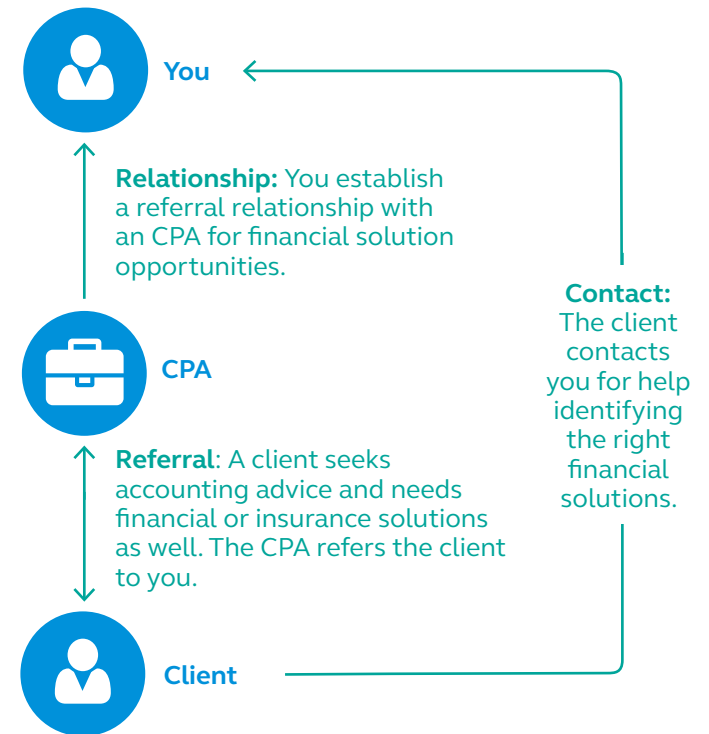 You
Relationship: You establish
a referral relationship with
an CPA for financial solution
opportunities.
Contact:
The client
contacts
you for help
identifying
the right
financial
solutions.
CPA
Referral: A client seeks
accounting advice and needs
financial or insurance solutions
as well. The CPA refers the client
to you.
Client